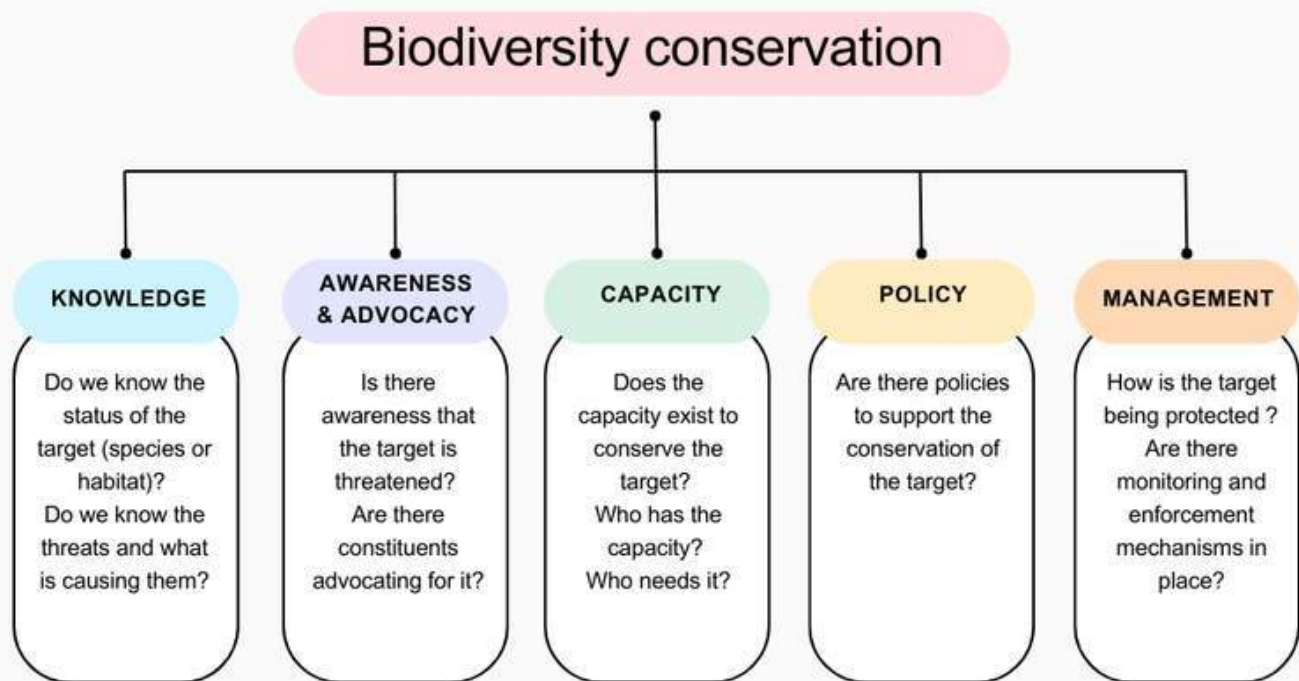 Biodiversity conservation
KNOWLEDGE
Do we know the
status of the
target (species or
habitat)?
Do we know the
threats and what
is causing them?
AWARENESS
& ADVOCACY
Is there
awareness that
the target is
threatened?
Are there
constituents
advocating for it?
CAPACITY
Does the
capacity exist to
conserve the
target?
Who has the
capacity?
Who needs it?
POLICY
Are there policies
to support the
conservation of
the target?
MANAGEMENT
How is the target
being protected ?
Are there
monitoring and
enforcement
mechanisms in
place?